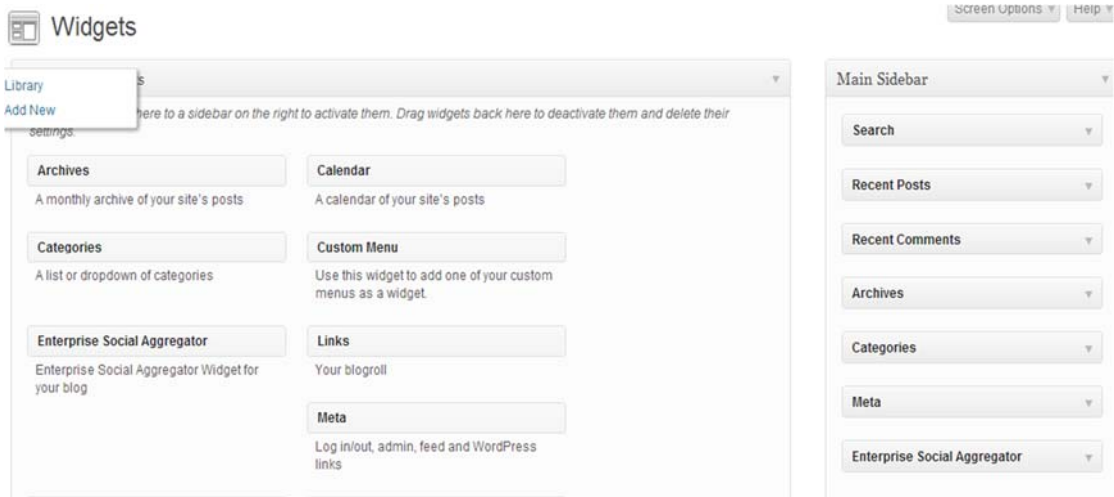 Widgets
Screen Options
Help
Library
Add New
s
here to a sidebar on the right to activate them. Drag widgets back here to deactivate them and delete their
settings.
Archives
A monthly archive of your site's posts
Calendar
A calendar of your site's posts
Categories
A list or dropdown of categories
Custom Menu
Use this widget to add one of your custom
menus as a widget.
Enterprise Social Aggregator
Enterprise Social Aggregator Widget for
your blog
Links
Your blogroll
Meta
Log in/out, admin, feed and WordPress
links
Main Sidebar
Search
Recent Posts
Recent Comments
Archives
Categories
Meta
Enterprise Social Aggregator